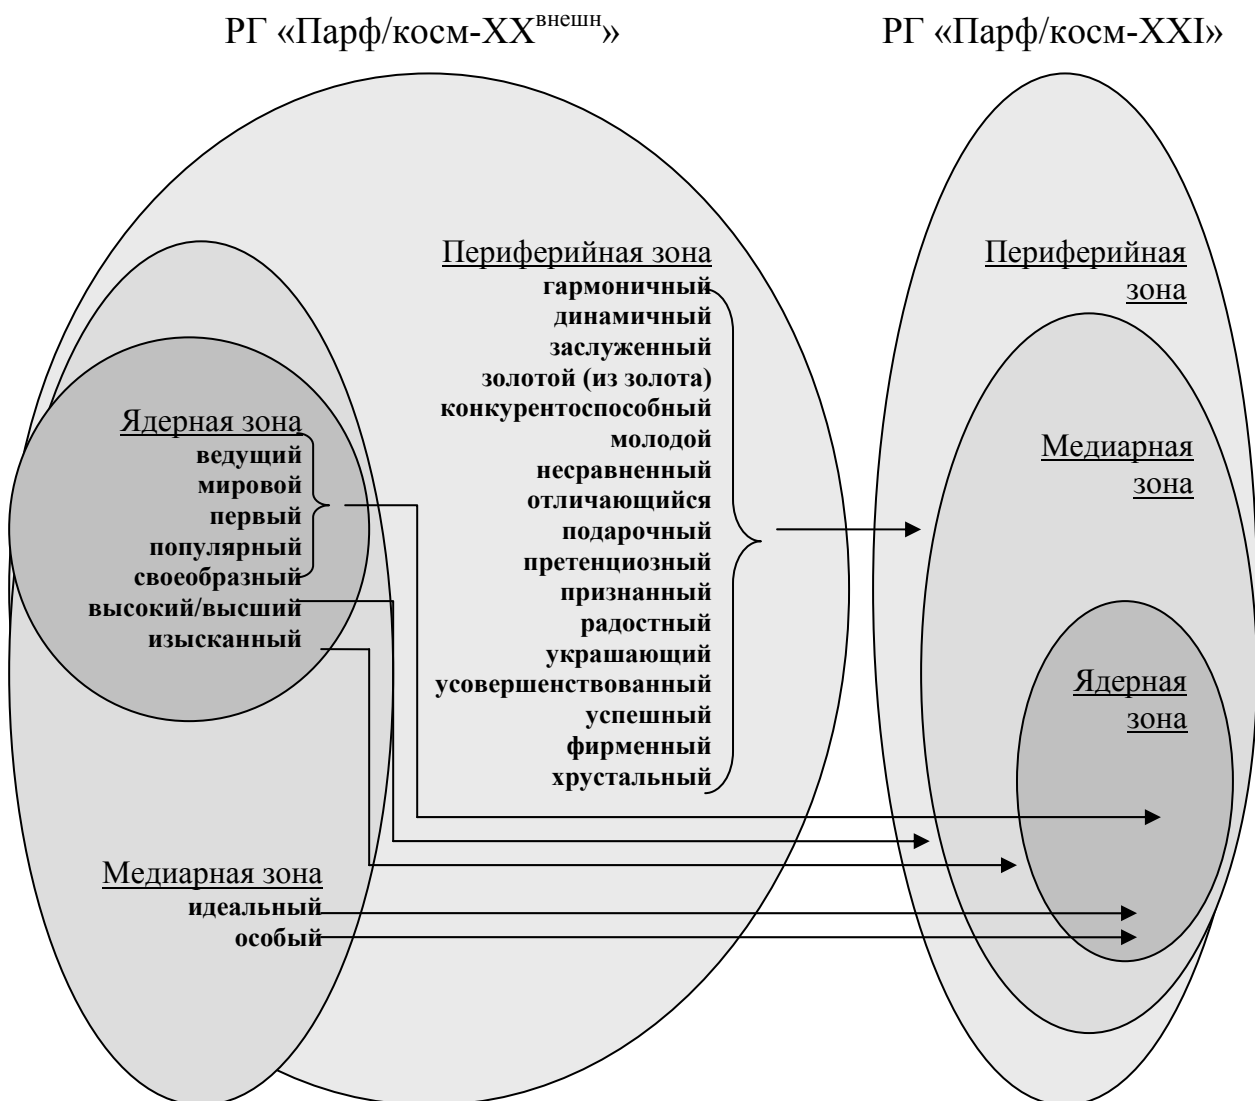 РГ «Парф/косм-XXвнешн»
РГ «Парф/косм-XXI»
Ядерная зона
ведущий
мировой
первый
популярный
своеобразный
высокий/высший
изысканный
Медиарная зона
идеальный
особый
Периферийная зона
гармоничный
динамичный
заслуженный
золотой (из золота)
конкурентоспособный
молодой
несравненный
отличающийся
подарочный
претенциозный
признанный
радостный
украшающий
усовершенствованный
успешный
фирменный
хрустальный
Периферийная
зона
Медиарная
зона
Ядерная
зона